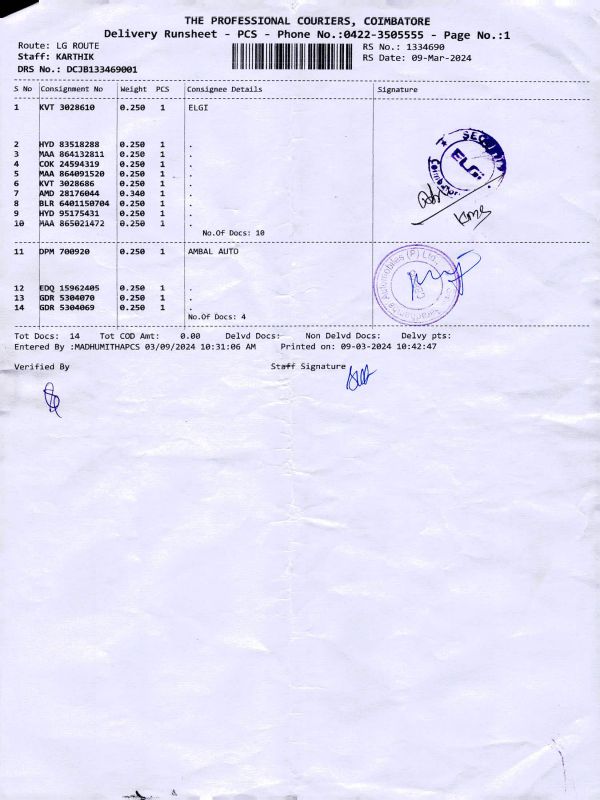 THE PROFESSIONAL COURIERS, COIMBATORE
Delivery Runsheet - PCS - Phone No.:0422-3505555 - Page No.:1
Route: LG ROUTE
RS No.: 1334690
Staff: KARTHIK
RS Date: 09-Mar-2024
DRS No.: DCJB133469001
S No Consignment No Weight PCS Consignee Details Signature
1 KVT 3028610 0.250 1 ELGI
2 HYD 83518288 0.250 1 .
3 MAA 864132811 0.250 1 .
4 COK 24594319 0.250 1 .
5 MAA 864091520 0.250 1 .
6 KVT 3028686 0.250 1 .
7 AMD 28176044 0.340 1 .
8 BLR 6401150704 0.250 1 .
9 HYD 95175431 0.250 1 .
10 MAA 865021472 0.250 1 .
No.Of Docs: 10
SECURITY
ELGi
11 DPM 700920 0.250 1 AMBAL AUTO
12 EDQ 15962405 0.250 1 .
13 GDR 5304070 0.250 1 .
14 GDR 5304069 0.250 1 .
No.Of Docs: 4
Automobiles (P) Ltd.,
Tot Docs: 14 Tot COD Amt: 0.00 Delvd Docs: Non Delvd Docs: Delvy pts:
Entered By :MADHUMITHAPCS 03/09/2024 10:31:06 AM Printed on: 09-03-2024 10:42:47
Verified By Staff Signature